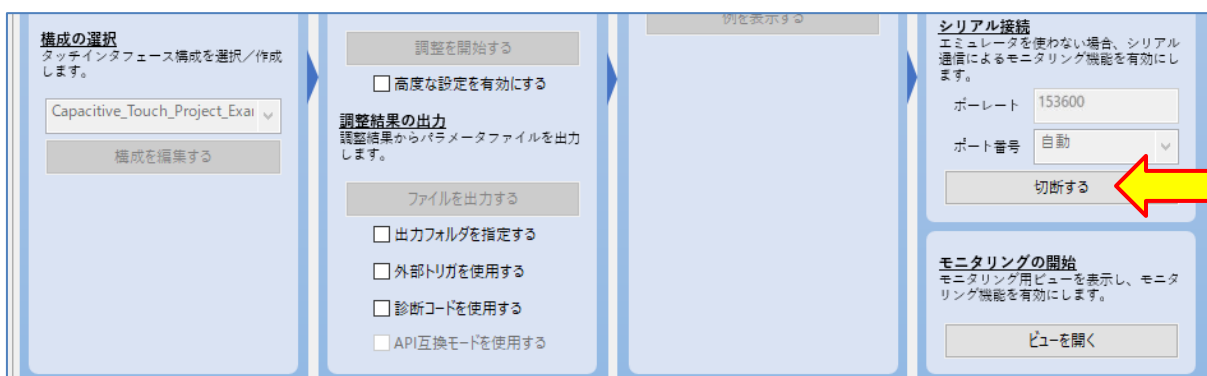 構成の選択
タッチインタフェース構成を選択／作成
します。
Capacitive_Touch_Project_Exar
構成を編集する
調整を開始する
高度な設定を有効にする
調整結果の出力
調整結果からパラメータファイルを出力
します。
ファイルを出力する
出力フォルダを指定する
外部トリガを使用する
診断コードを使用する
API互換モードを使用する
例を表示する
シリアル接続
エミュレータを使わない場合、シリアル
通信によるモニタリング機能を有効にし
ます。
ボーレート 153600
ポート番号 自動
切断する
モニタリングの開始
モニタリング用ビューを表示し、モニタ
リング機能を有効にします。
ビューを開く